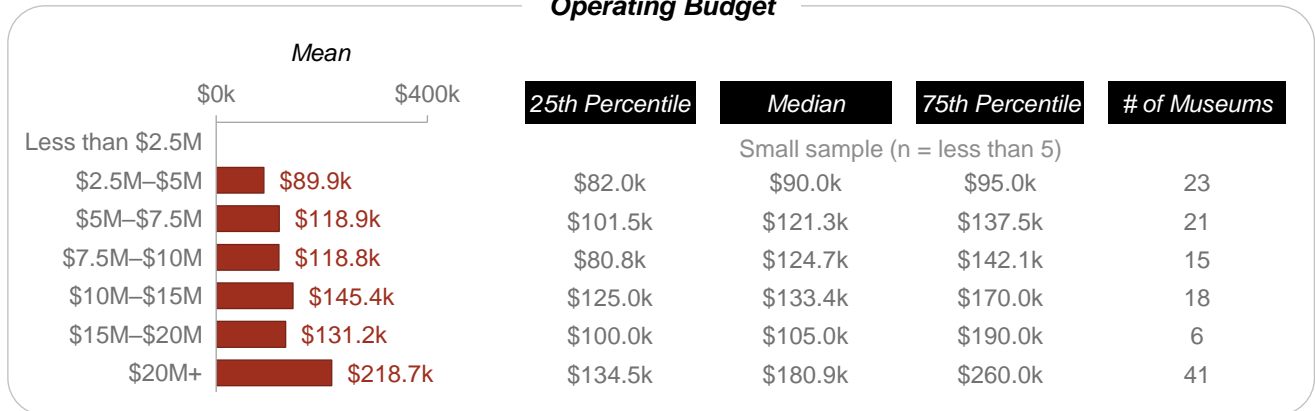 Operating Budget
Mean
$0k $400k 25th Percentile Median 75th Percentile # of Museums
Less than $2.5M Small sample (n = less than 5)
$2.5M–$5M $89.9k $82.0k $90.0k $95.0k 23
$5M–$7.5M $118.9k $101.5k $121.3k $137.5k 21
$7.5M–$10M $118.8k $80.8k $124.7k $142.1k 15
$10M–$15M $145.4k $125.0k $133.4k $170.0k 18
$15M–$20M $131.2k $100.0k $105.0k $190.0k 6
$20M+ $218.7k $134.5k $180.9k $260.0k 41